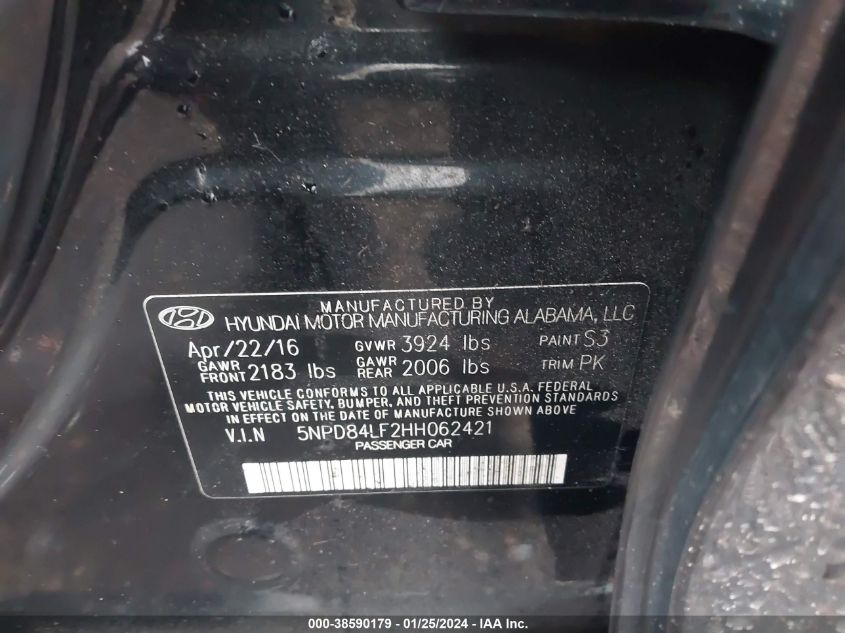 MANUFACTURED BY
HYUNDAI MOTOR MANUFACTURING ALABAMA, LLC
Apr/22/16 GVWR 3924 lbs PAINT S3
GAWR FRONT 2183 lbs GAWR REAR 2006 lbs TRIM PK
THIS VEHICLE CONFORMS TO ALL APPLICABLE U.S.A. FEDERAL
MOTOR VEHICLE SAFETY, BUMPER, AND THEFT PREVENTION STANDARDS
IN EFFECT ON THE DATE OF MANUFACTURE SHOWN ABOVE
V.I.N 5NPD84LF2HH062421
PASSENGER CAR
000-38590179 - 01/25/2024 - IAA Inc.